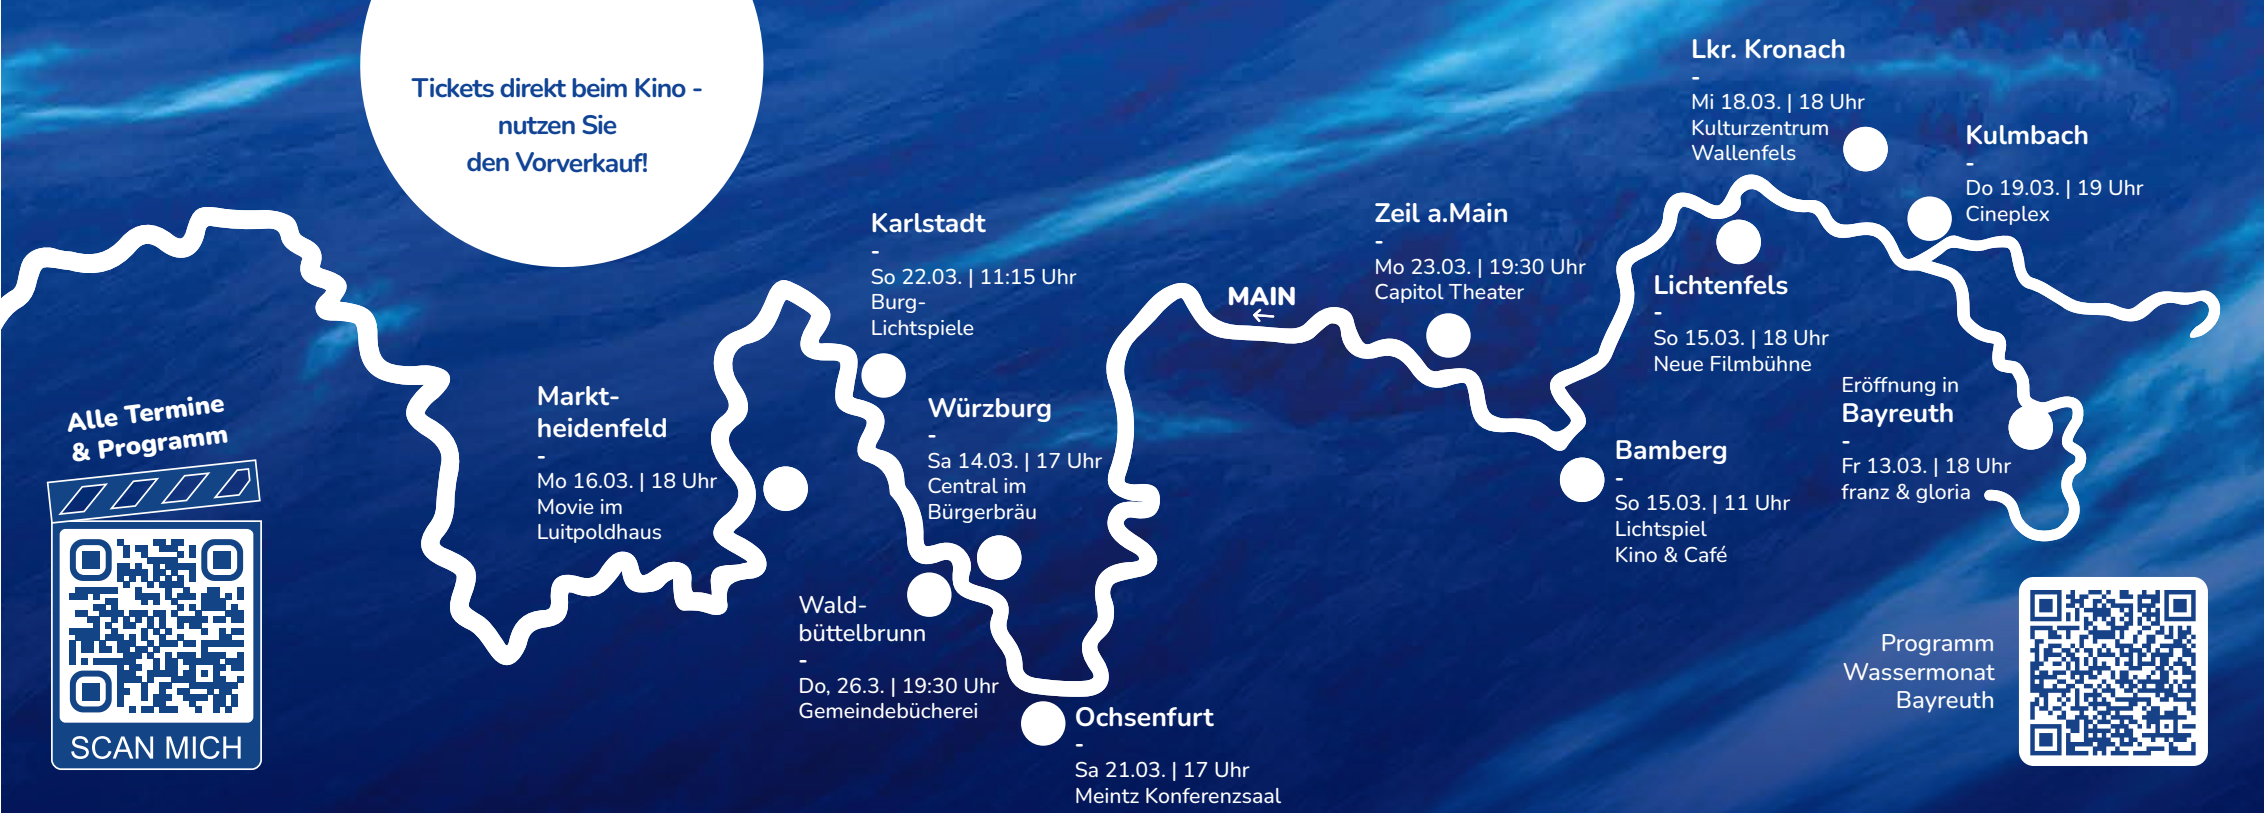 Tickets direkt beim Kino -
nutzen Sie
den Vorverkauf!
Alle Termine
& Programm
SCAN MICH
Markt-
heidenfeld
-
Mo 16.03. | 18 Uhr
Movie im
Luitpoldhaus
Karlstadt
-
So 22.03. | 11:15 Uhr
Burg-
Lichtspiele
Würzburg
-
Sa 14.03. | 17 Uhr
Central im
Bürgerbräu
Wald-
büttelbrunn
-
Do, 26.3. | 19:30 Uhr
Gemeindebücherei
Ochsenfurt
-
Sa 21.03. | 17 Uhr
Meintz Konferenzsaal
MAIN
←
Zeil a.Main
-
Mo 23.03. | 19:30 Uhr
Capitol Theater
Bamberg
-
So 15.03. | 11 Uhr
Lichtspiel
Kino & Café
Lichtenfels
-
So 15.03. | 18 Uhr
Neue Filmbühne
Lkr. Kronach
-
Mi 18.03. | 18 Uhr
Kulturzentrum
Wallenfels
Kulmbach
-
Do 19.03. | 19 Uhr
Cineplex
Eröffnung in
Bayreuth
-
Fr 13.03. | 18 Uhr
franz & gloria
Programm
Wassermonat
Bayreuth